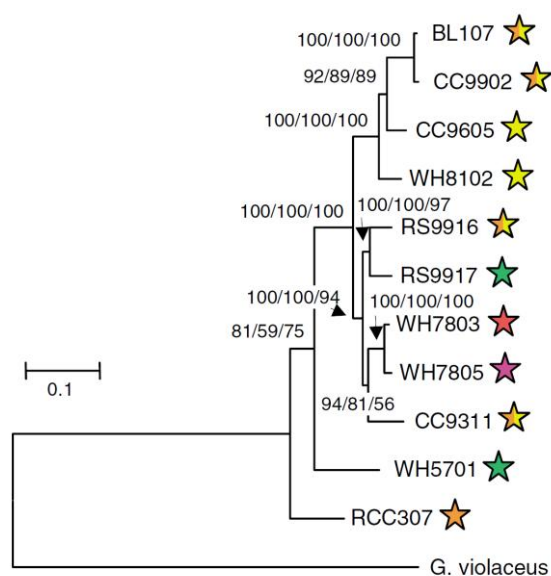 BL107
100/100/100
92/89/89
CC9902
100/100/100
CC9605
WH8102
100/100/97
100/100/100
RS9916
RS9917
100/100/94
100/100/100
81/59/75
WH7803
0.1
WH7805
94/81/56
CC9311
WH5701
RCC307
G. violaceus